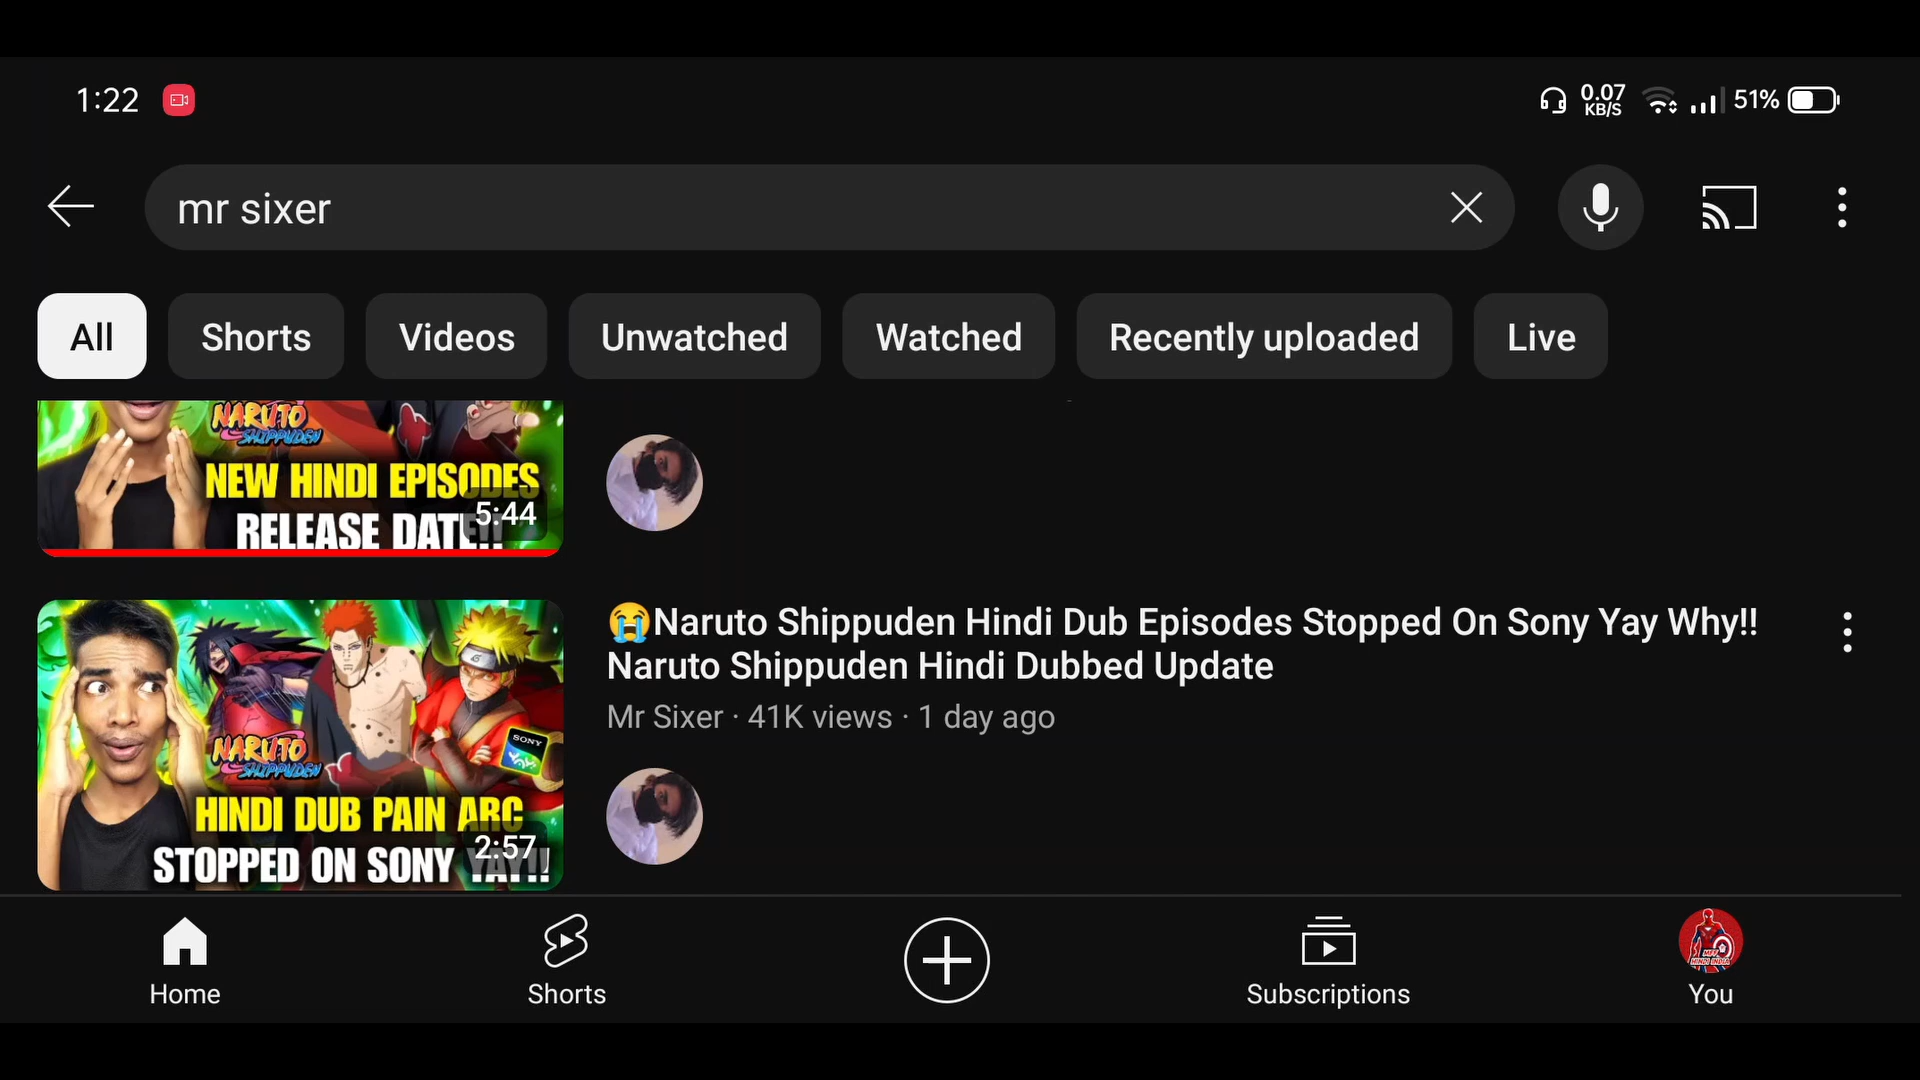 1:22
0.07
KB/S
51%
mr sixer
All
Shorts
Videos
Unwatched
Watched
Recently uploaded
Live
NARUTO
SHIPPUDEN
NEW HINDI EPISODES
RELEASE DATE!!
5:44
😭Naruto Shippuden Hindi Dub Episodes Stopped On Sony Yay Why!!
Naruto Shippuden Hindi Dubbed Update
Mr Sixer · 41K views · 1 day ago
SONY
YAY!
NARUTO
SHIPPUDEN
HINDI DUB PAIN ARC
STOPPED ON SONY YAY!!
2:57
Home
Shorts
Subscriptions
HINDI INDIA
You